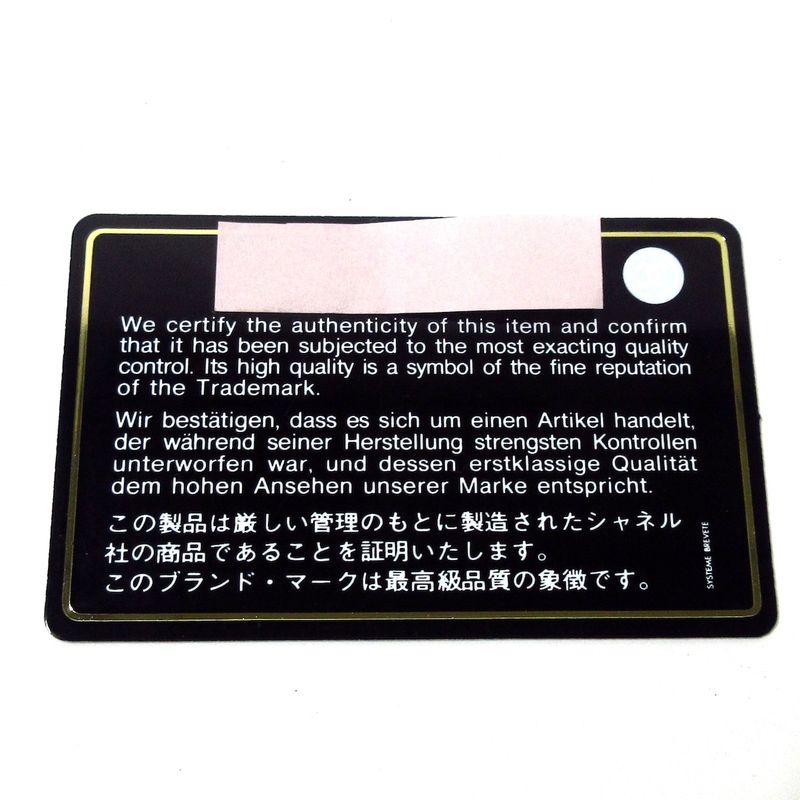 We certify the authenticity of this item and confirm
that it has been subjected to the most exacting quality
control. Its high quality is a symbol of the fine reputation
of the Trademark.
Wir bestätigen, dass es sich um einen Artikel handelt,
der während seiner Herstellung strengsten Kontrollen
unterworfen war, und dessen erstklassige Qualität
dem hohen Ansehen unserer Marke entspricht.
この製品は厳しい管理のもとに製造されたシャネル
社の商品であることを証明いたします。
このブランド・マークは最高級品質の象徴です。
SYSTEME BREVETE